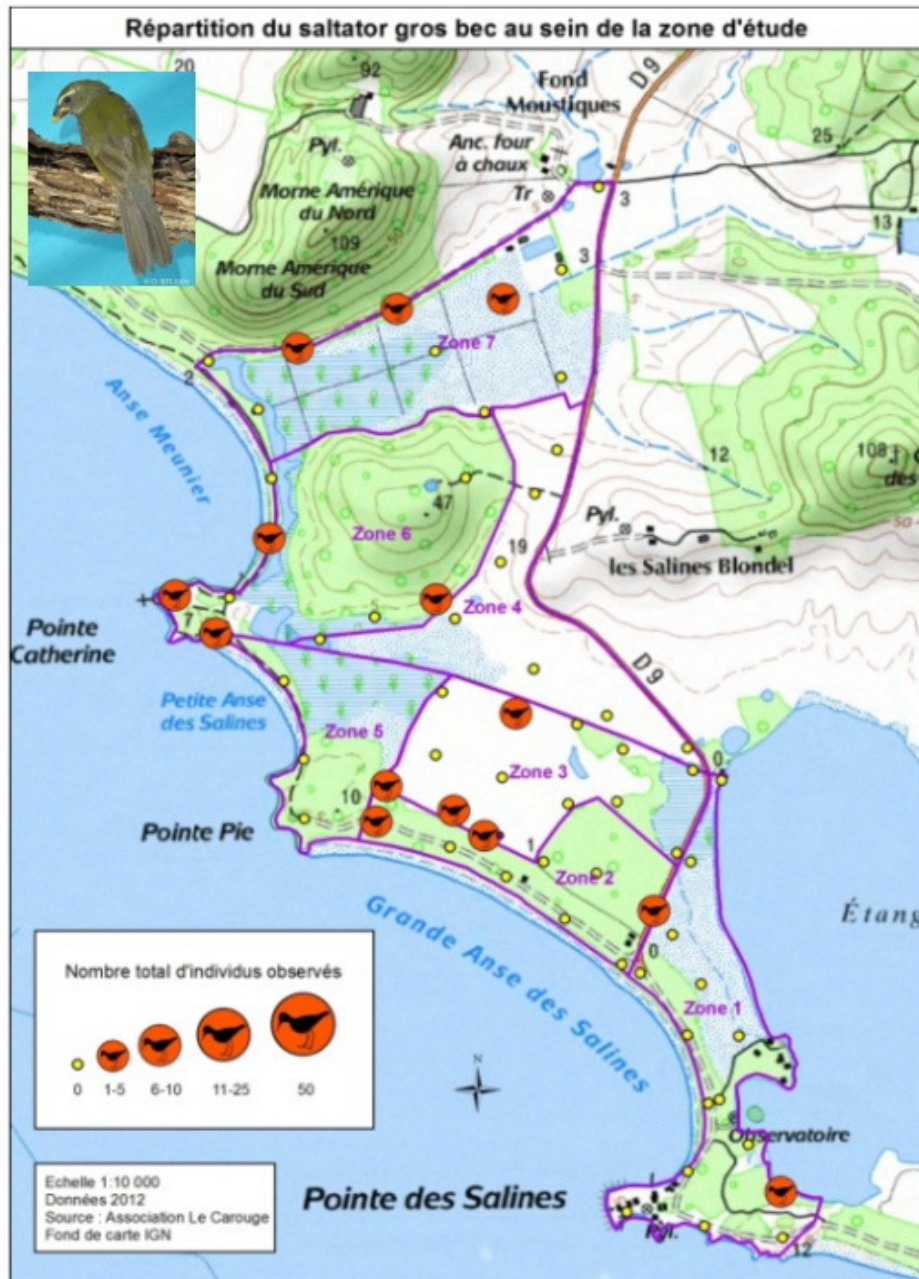 Répartition du saltator gros bec au sein de la zone d'étude
20
92
Fond
Moustiques
D 9
25
Pyl.
Anc. four
à chaux
Tr
3
13
Morne Amérique
du Nord
109
Morne Amérique
du Sud
3
Zone 7
2
Anse Meunier
12
108
des
47
Pyl.
Zone 6
19
les Salines Blondel
Zone 4
Pointe
Catherine
D 9
Petite Anse
des Salines
Zone 5
0
Zone 3
10
Pointe Pie
1
Zone 2
Étang
0
Grande Anse des Salines
Zone 1
Nombre total d'individus observés
0
1-5
6-10
11-25
50
N
Observatoire
Echelle 1:10 000
Données 2012
Source : Association Le Carouge
Fond de carte IGN
Pointe des Salines
Pyl.
12